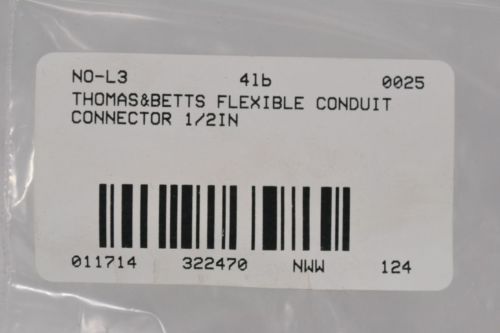 NO-L3 41b 0025
THOMAS&BETTS FLEXIBLE CONDUIT
CONNECTOR 1/2IN
011714 322470 NWW 124